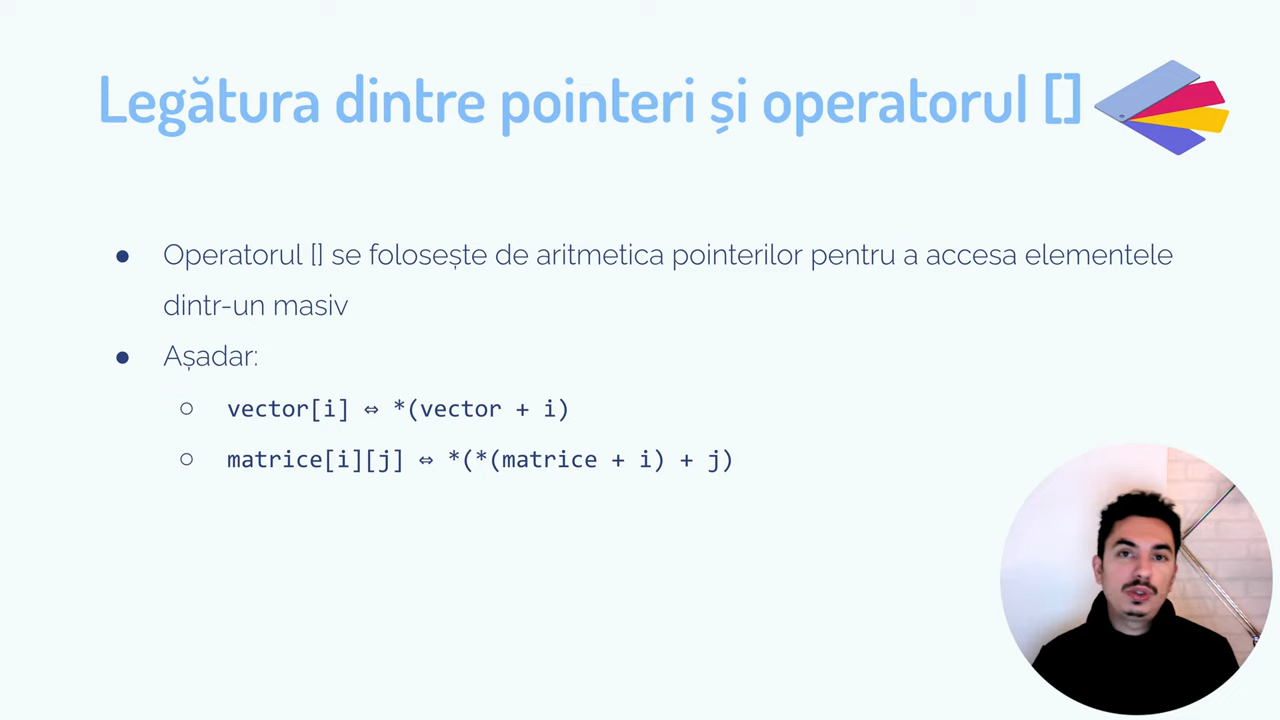 Legătura dintre pointeri și operatorul []
● Operatorul [] se folosește de aritmetica pointerilor pentru a accesa elementele
dintr-un masiv
● Așadar:
○ vector[i] ⇔ *(vector + i)
○ matrice[i][j] ⇔ *(*(matrice + i) + j)